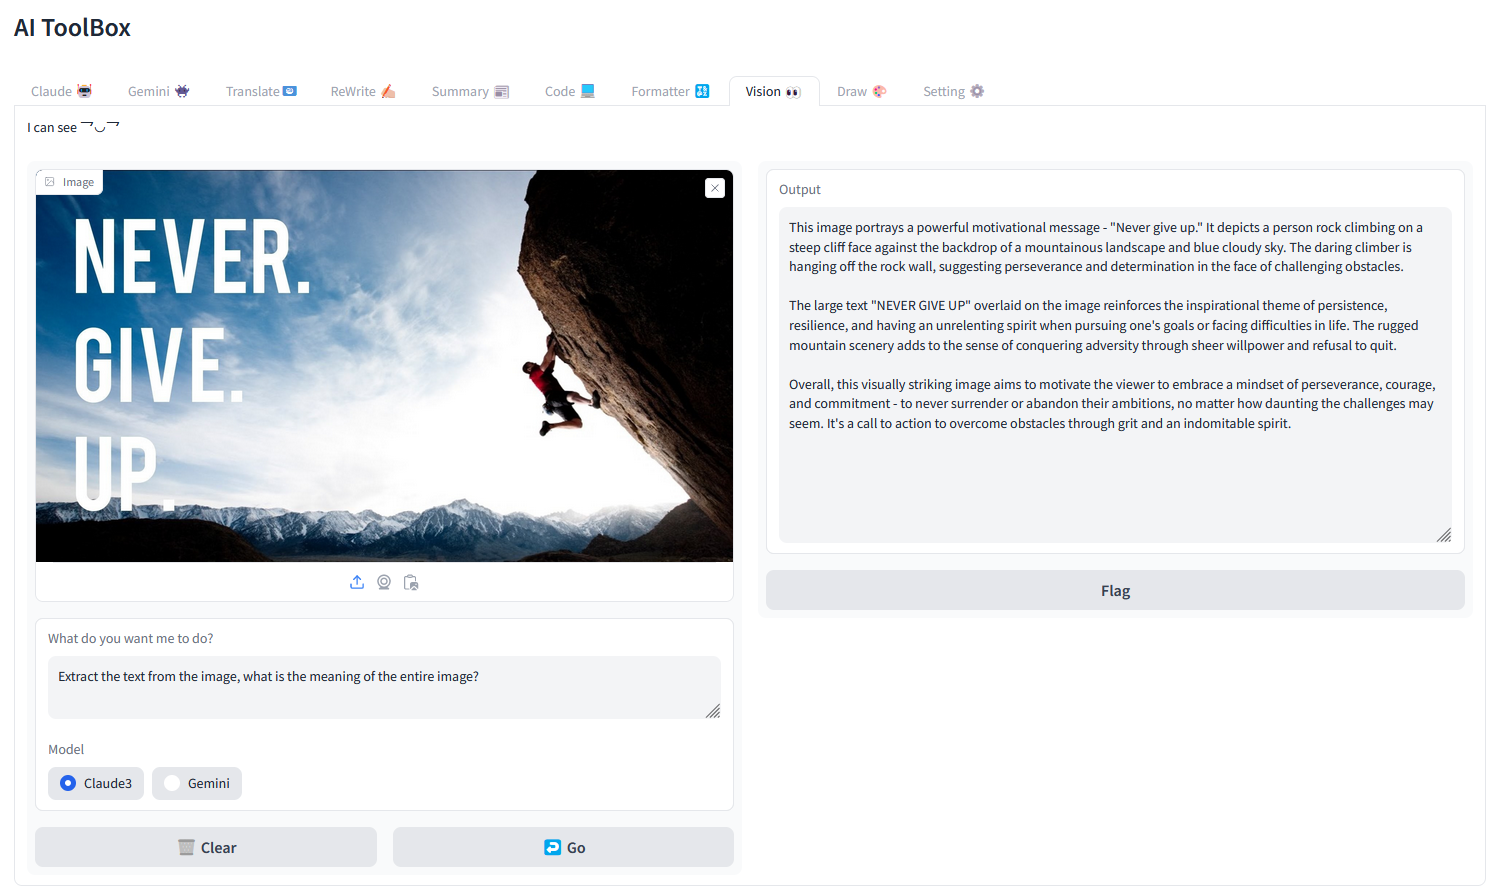 AI ToolBox
Claude
Gemini
Translate
ReWrite
Summary
Code
Formatter
Vision
Draw
Setting
I can see
Image
NEVER.
GIVE.
UP.
What do you want me to do?
Extract the text from the image, what is the meaning of the entire image?
Model
Claude3
Gemini
Clear
Go
Output
This image portrays a powerful motivational message - "Never give up." It depicts a person rock climbing on a
steep cliff face against the backdrop of a mountainous landscape and blue cloudy sky. The daring climber is
hanging off the rock wall, suggesting perseverance and determination in the face of challenging obstacles.
The large text "NEVER GIVE UP" overlaid on the image reinforces the inspirational theme of persistence,
resilience, and having an unrelenting spirit when pursuing one's goals or facing difficulties in life. The rugged
mountain scenery adds to the sense of conquering adversity through sheer willpower and refusal to quit.
Overall, this visually striking image aims to motivate the viewer to embrace a mindset of perseverance, courage,
and commitment - to never surrender or abandon their ambitions, no matter how daunting the challenges may
seem. It's a call to action to overcome obstacles through grit and an indomitable spirit.
Flag